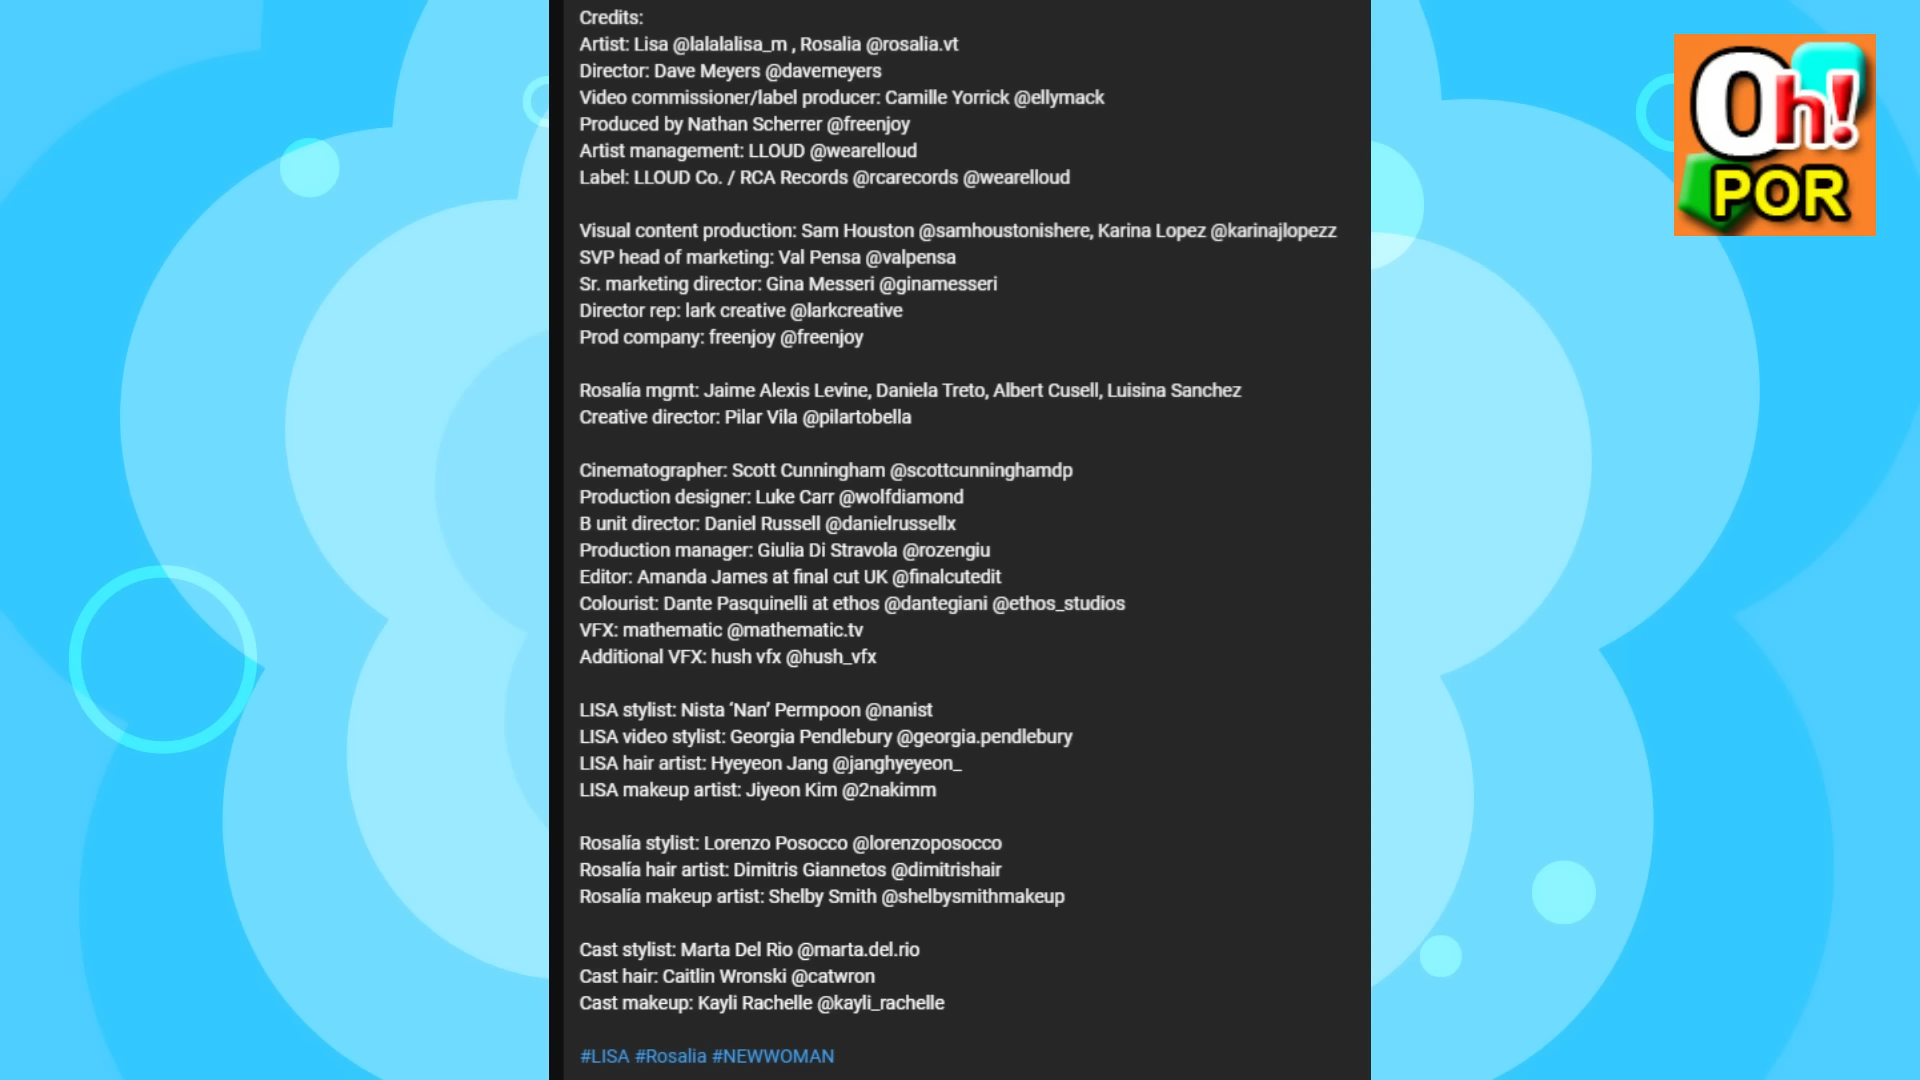 Credits:
Artist: Lisa @lalalalisa_m , Rosalia @rosalia.vt
Director: Dave Meyers @davemeyers
Video commissioner/label producer: Camille Yorrick @ellymack
Produced by Nathan Scherrer @freenjoy
Artist management: LLOUD @wearelloud
Label: LLOUD Co. / RCA Records @rcarecords @wearelloud
Visual content production: Sam Houston @samhoustonishere, Karina Lopez @karinajlopezz
SVP head of marketing: Val Pensa @valpensa
Sr. marketing director: Gina Messeri @ginamesseri
Director rep: lark creative @larkcreative
Prod company: freenjoy @freenjoy
Rosalía mgmt: Jaime Alexis Levine, Daniela Treto, Albert Cusell, Luisina Sanchez
Creative director: Pilar Vila @pilartobella
Cinematographer: Scott Cunningham @scottcunninghamdp
Production designer: Luke Carr @wolfdiamond
B unit director: Daniel Russell @danielrussellx
Production manager: Giulia Di Stravola @rozengiu
Editor: Amanda James at final cut UK @finalcutedit
Colourist: Dante Pasquinelli at ethos @dantegiani @ethos_studios
VFX: mathematic @mathematic.tv
Additional VFX: hush vfx @hush_vfx
LISA stylist: Nista ‘Nan’ Permpoon @nanist
LISA video stylist: Georgia Pendlebury @georgia.pendlebury
LISA hair artist: Hyeyeon Jang @janghyeyeon_
LISA makeup artist: Jiyeon Kim @2nakimm
Rosalía stylist: Lorenzo Posocco @lorenzoposocco
Rosalía hair artist: Dimitris Giannetos @dimitrishair
Rosalía makeup artist: Shelby Smith @shelbysmithmakeup
Cast stylist: Marta Del Rio @marta.del.rio
Cast hair: Caitlin Wronski @catwron
Cast makeup: Kayli Rachelle @kayli_rachelle
#LISA #Rosalia #NEWWOMAN
Oh!
POR